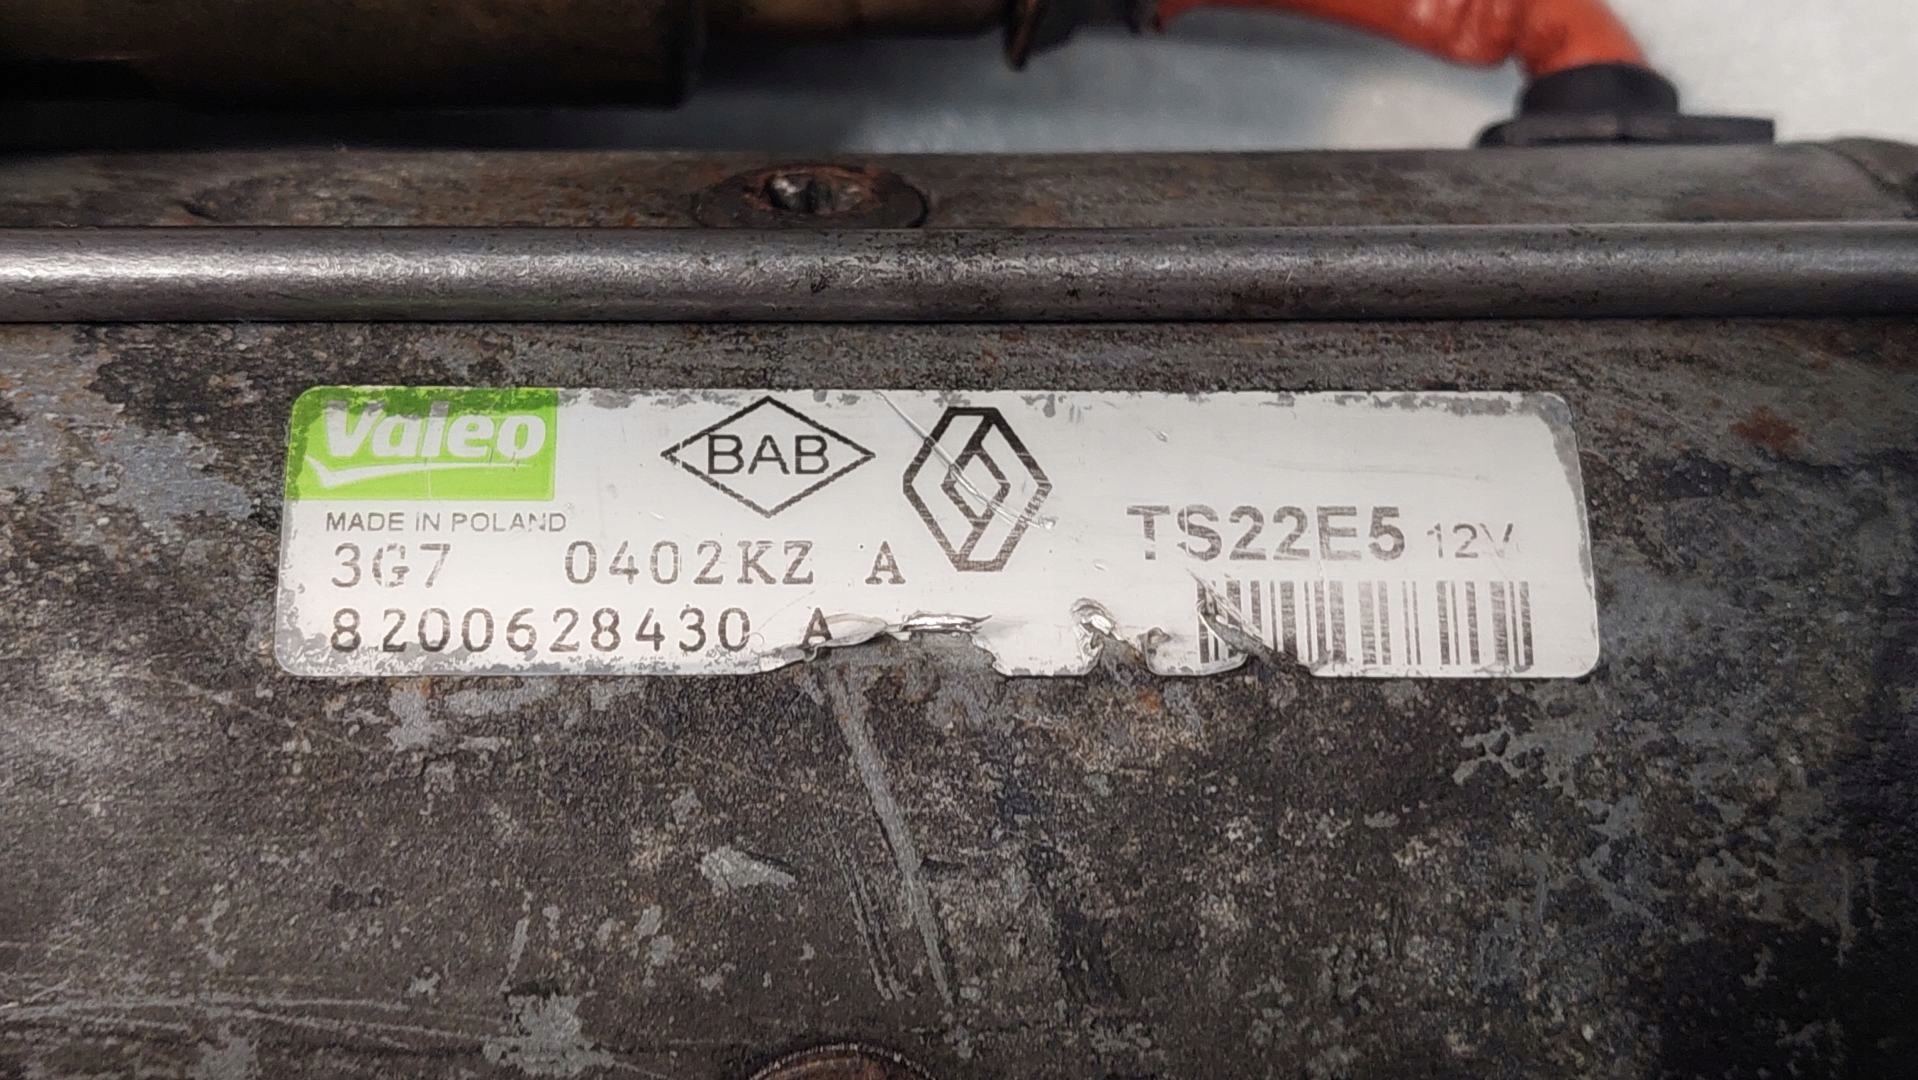 Valeo
BAB
MADE IN POLAND
TS22E5 12V
3G7 0402KZ A
8200628430 A